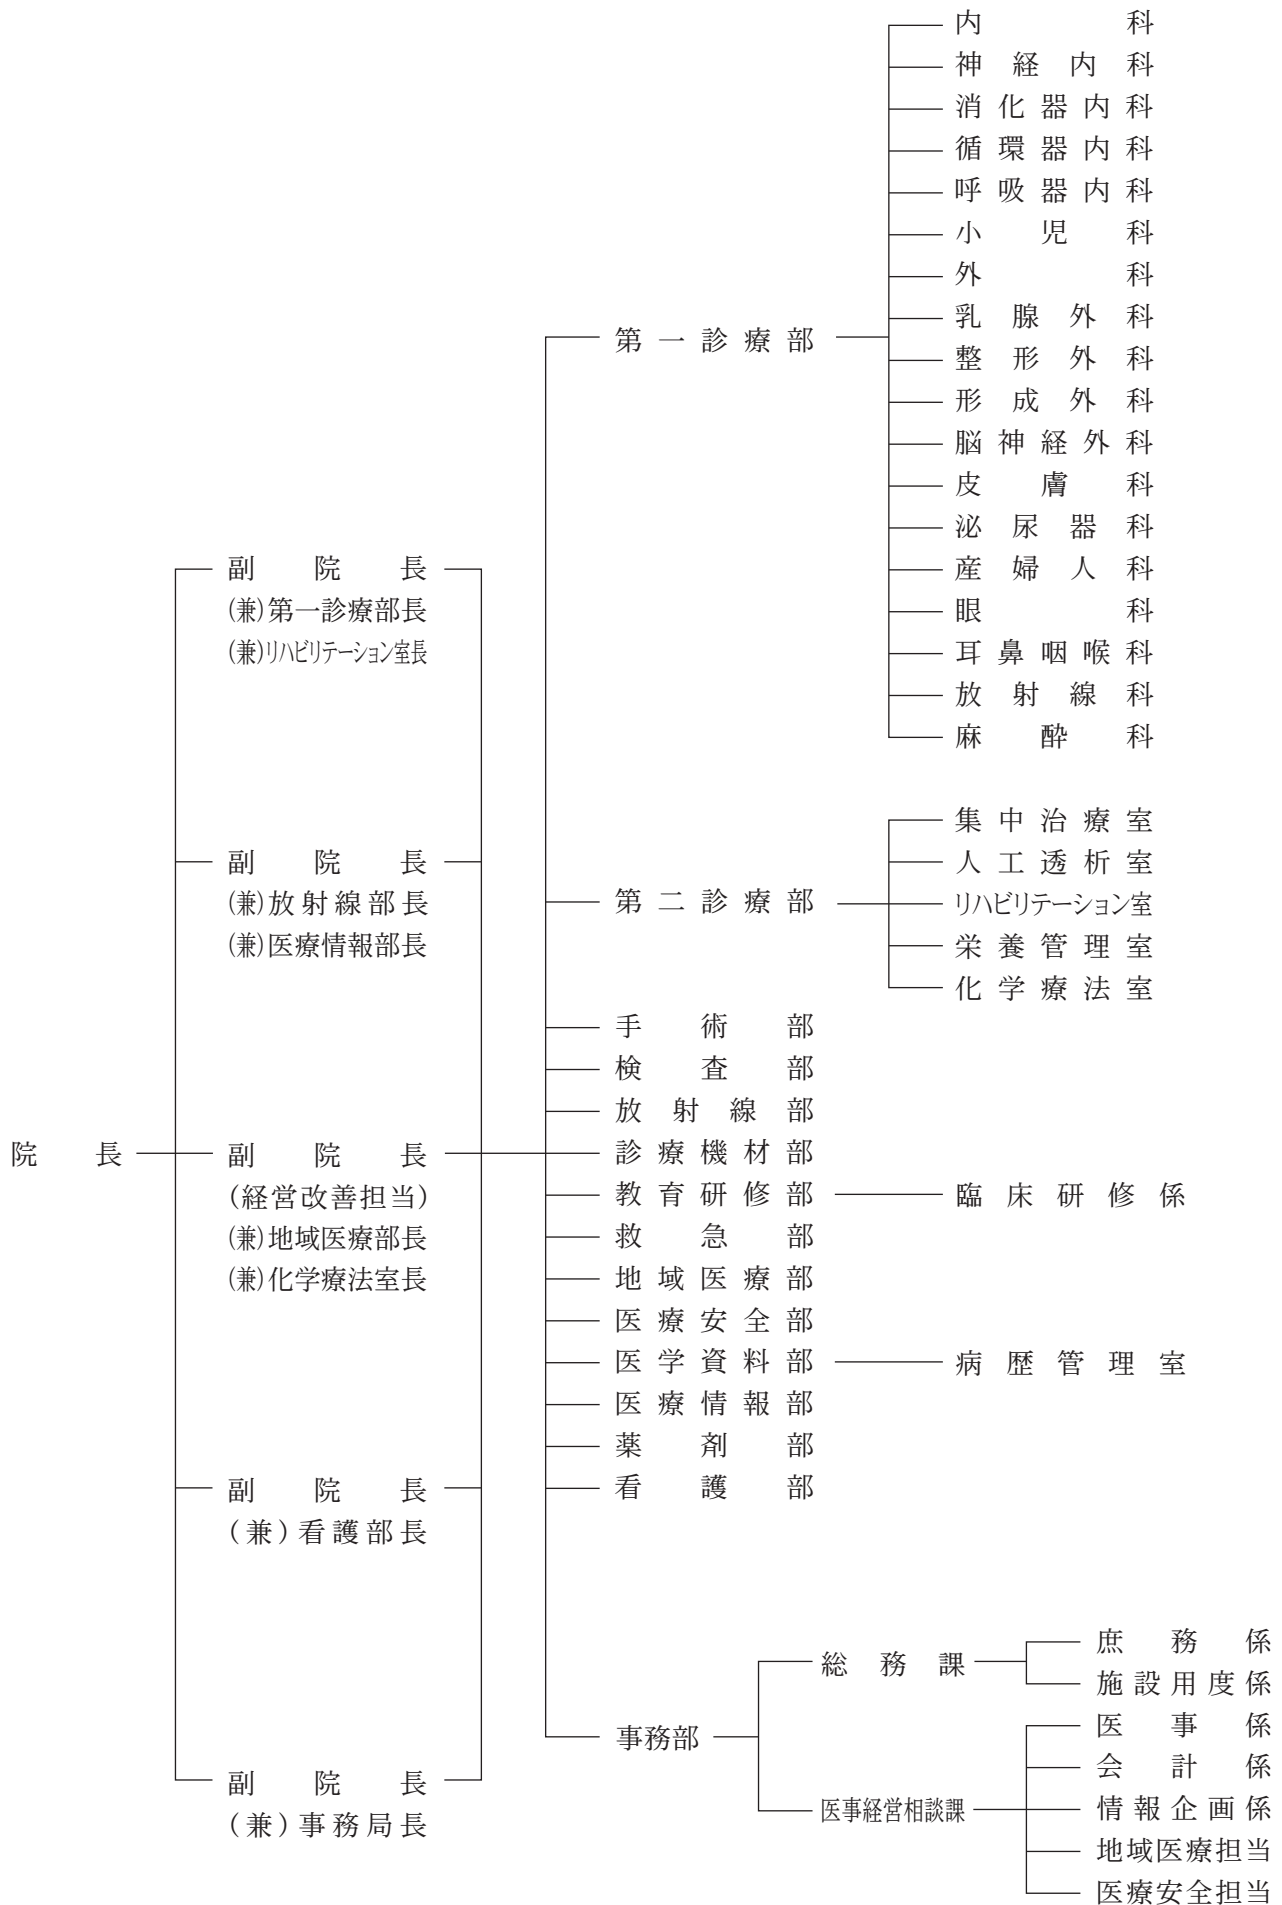 院長
副院長
(兼)第一診療部長
(兼)リハビリテーション室長
副院長
(兼)放射線部長
(兼)医療情報部長
副院長
(経営改善担当)
(兼)地域医療部長
(兼)化学療法室長
副院長
(兼)看護部長
副院長
(兼)事務局長
第一診療部
内科
神経内科
消化器内科
循環器内科
呼吸器内科
小児科
外科
乳腺外科
整形外科
形成外科
脳神経外科
皮膚科
泌尿器科
産婦人科
眼科
耳鼻咽喉科
放射線科
麻酔科
第二診療部
集中治療室
人工透析室
リハビリテーション室
栄養管理室
化学療法室
手術部
検査部
放射線部
診療機材部
教育研修部
臨床研修係
救急部
地域医療部
医療安全部
医学資料部
病歴管理室
医療情報部
薬剤部
看護部
事務部
総務課
庶務係
施設用度係
医事経営相談課
医事係
会計係
情報企画係
地域医療担当
医療安全担当